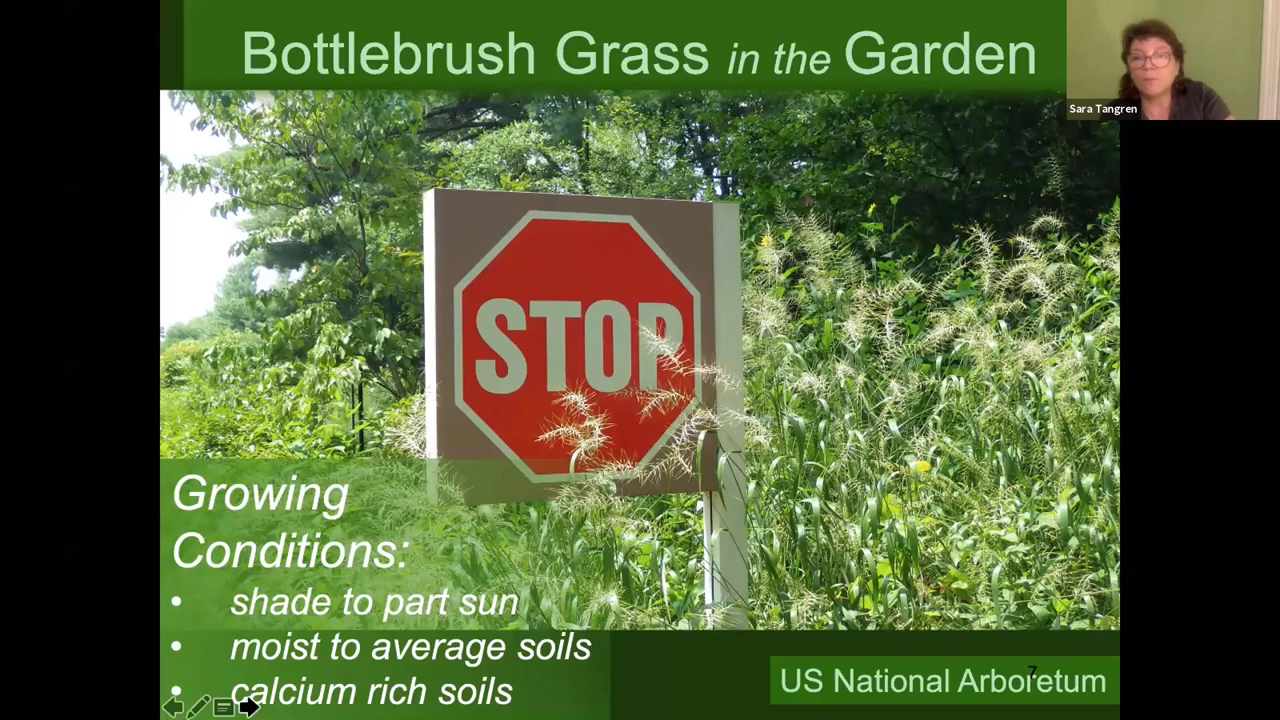 Bottlebrush Grass in the Garden
Sara Tangren
STOP
Growing
Conditions:
• shade to part sun
• moist to average soils
• calcium rich soils
7
US National Arboretum